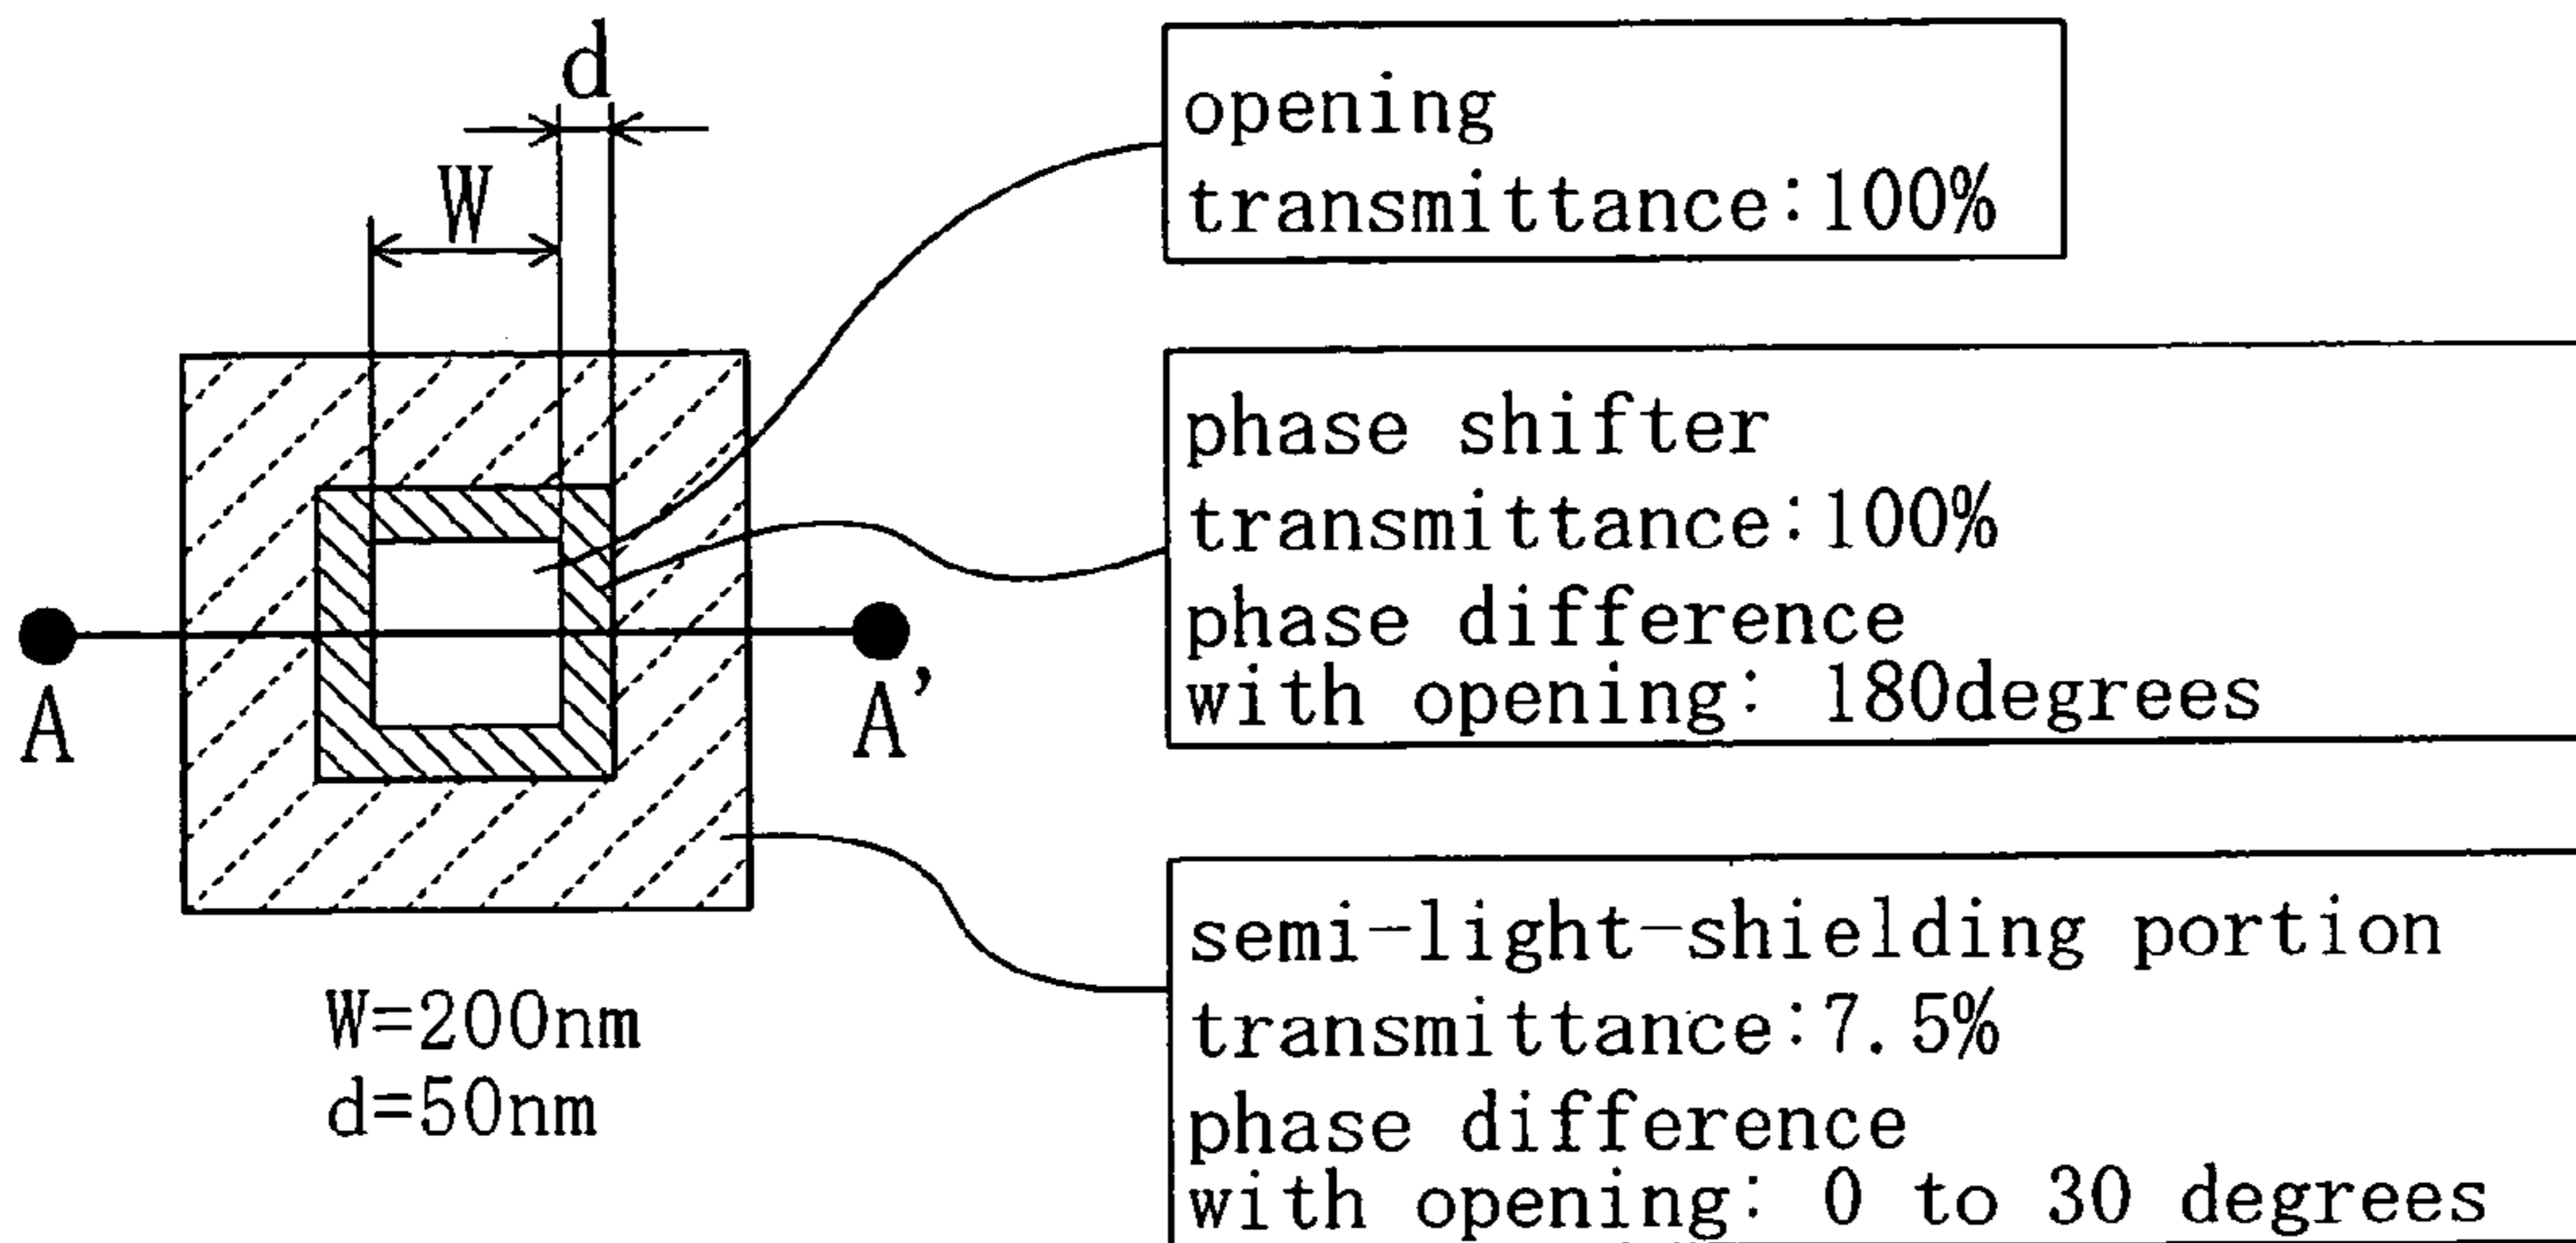 d
W
opening
transmittance:100%
phase shifter
transmittance:100%
phase difference
with opening: 180degrees
A
A'
semi-light-shielding portion
transmittance:7.5%
phase difference
with opening: 0 to 30 degrees
W=200nm
d=50nm